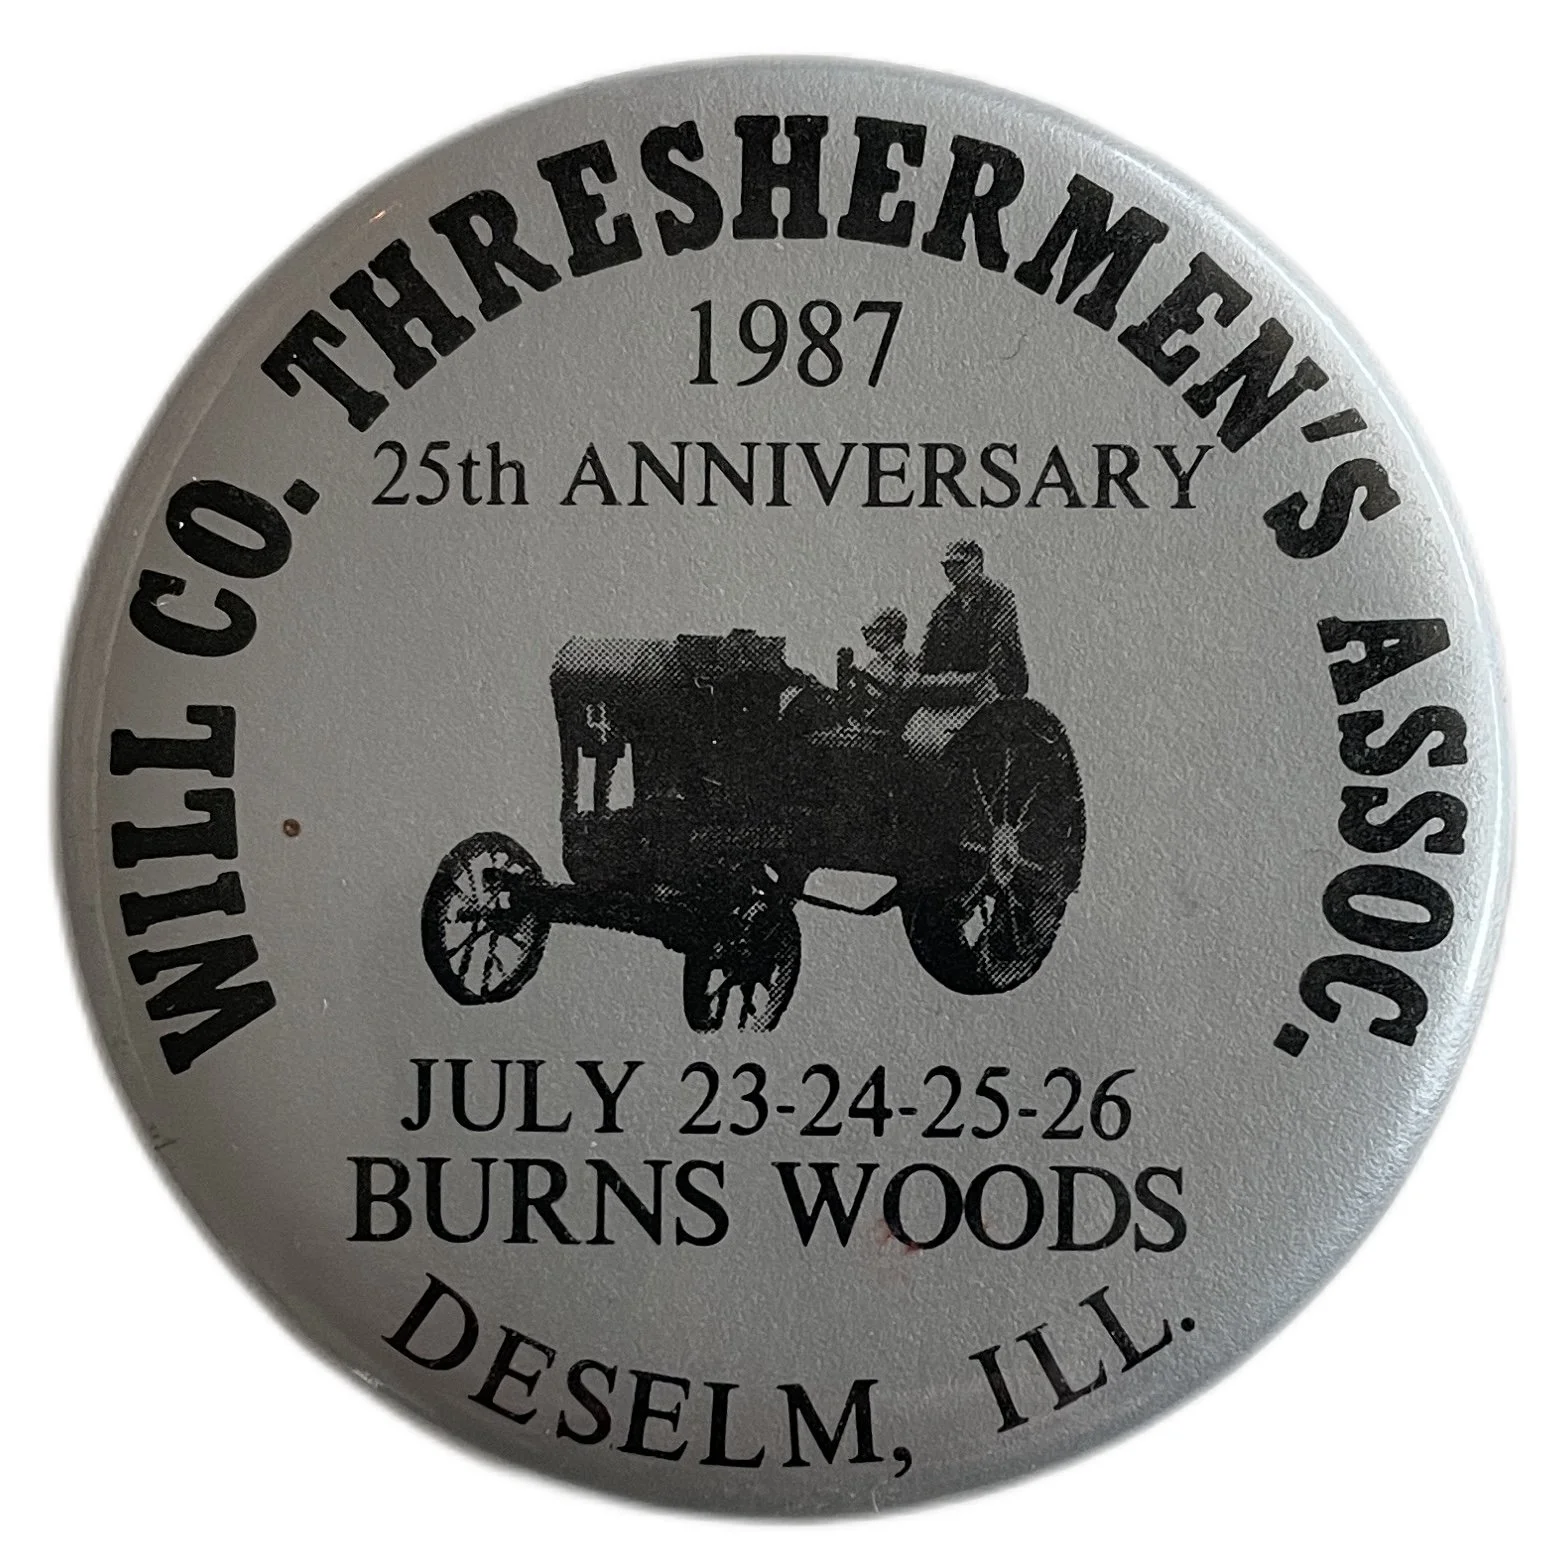 WILL CO. THRESHERMEN'S ASSOC.
1987
25th ANNIVERSARY
JULY 23-24-25-26
BURNS WOODS
DESELM, ILL.